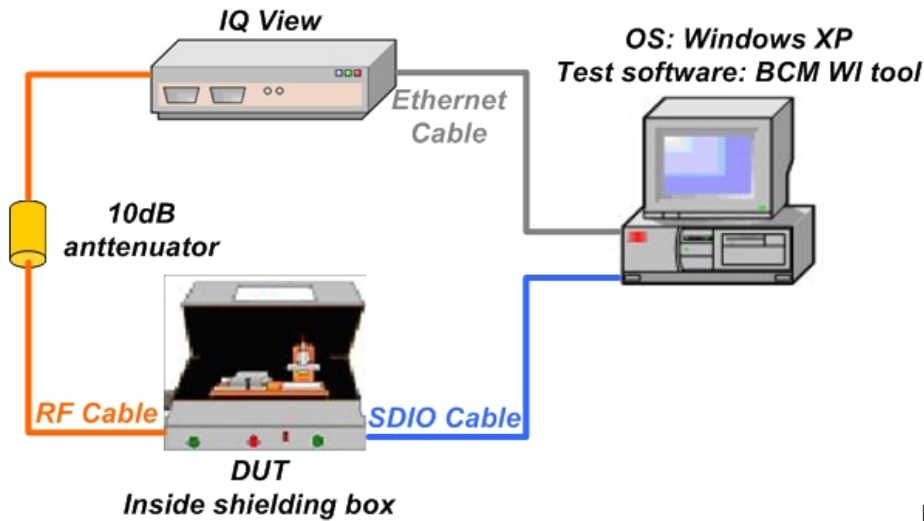 IQ View
OS: Windows XP
Test software: BCM WI tool
Ethernet
Cable
10dB
anttenuator
RF Cable
SDIO Cable
DUT
Inside shielding box